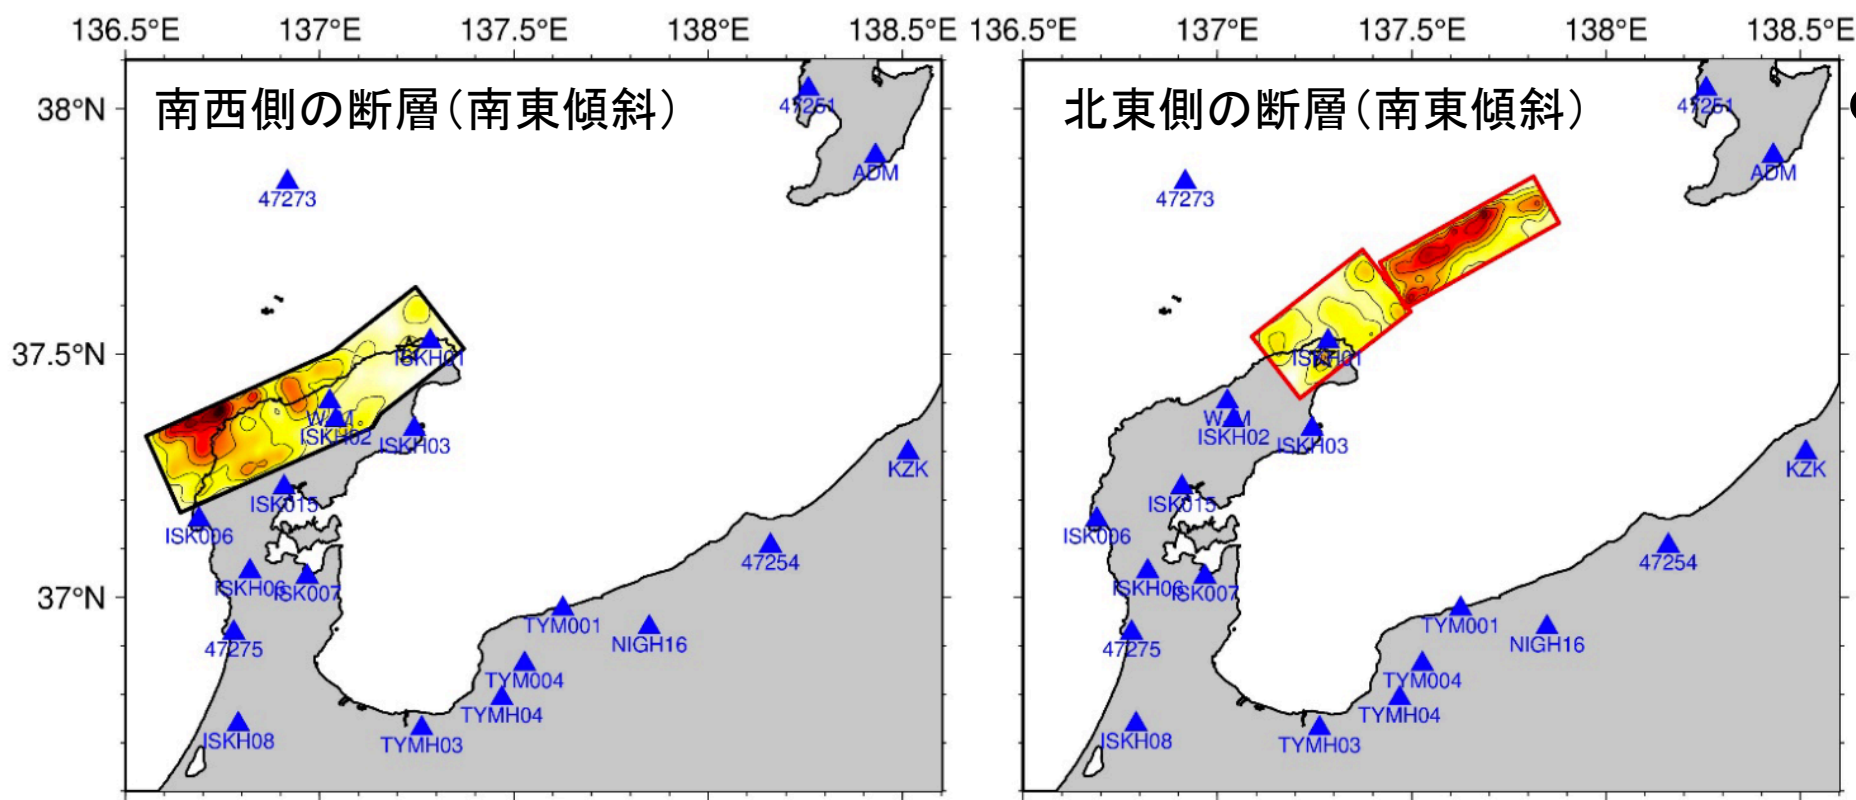 136.5°E 137°E 137.5°E 138°E 138.5°E
136.5°E 137°E 137.5°E 138°E 138.5°E
38°N
37.5°N
37°N
南西側の断層(南東傾斜)
47251
ADM
47273
ISKH01
WJM
ISKH02
ISKH03
KZK
ISK015
ISK006
47254
ISKH06
ISK007
TYM001
NIGH16
47275
TYM004
TYMH04
ISKH08
TYMH03
北東側の断層(南東傾斜)
47251
ADM
47273
ISKH01
WJM
ISKH02
ISKH03
KZK
ISK015
ISK006
47254
ISKH06
ISK007
TYM001
NIGH16
47275
TYM004
TYMH04
ISKH08
TYMH03